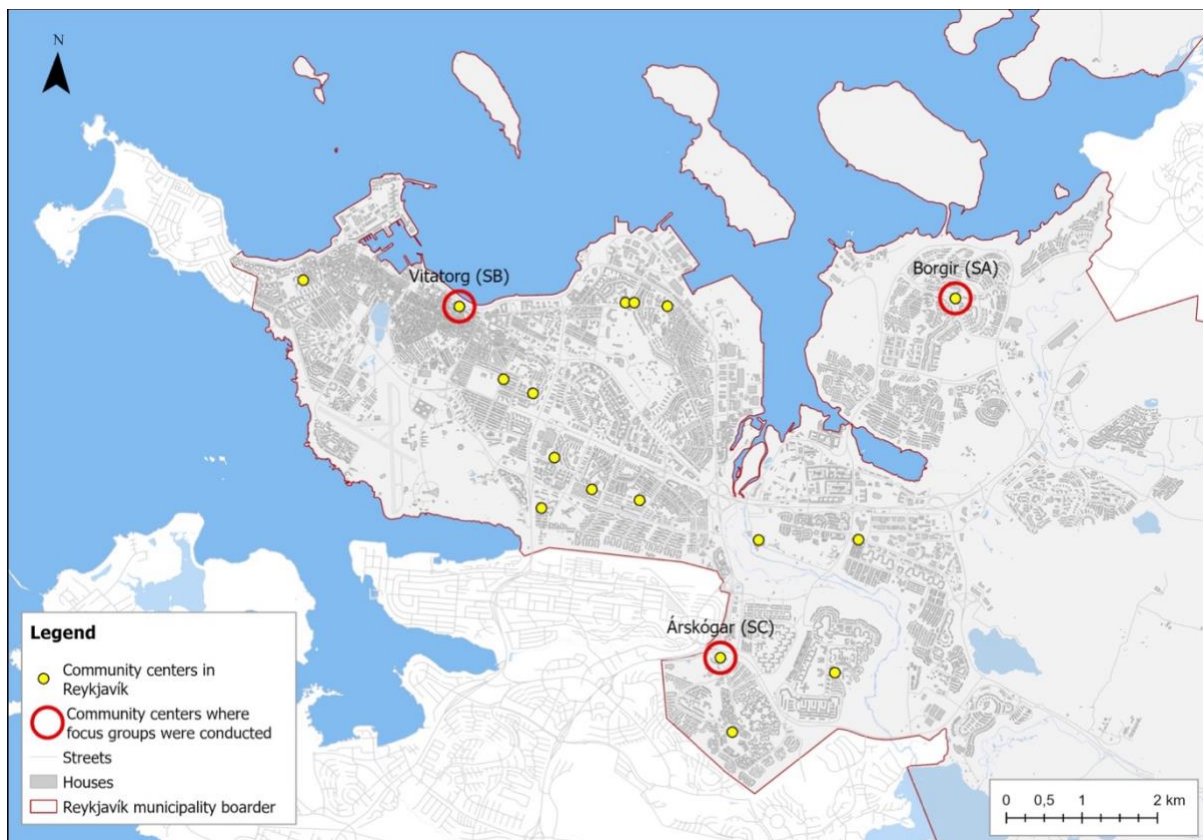 N
Vitatorg (SB)
Borgir (SA)
Árskógar (SC)
Legend
Community centers in
Reykjavík
Community centers where
focus groups were conducted
Streets
Houses
Reykjavík municipality boarder
0 0,5 1 2 km